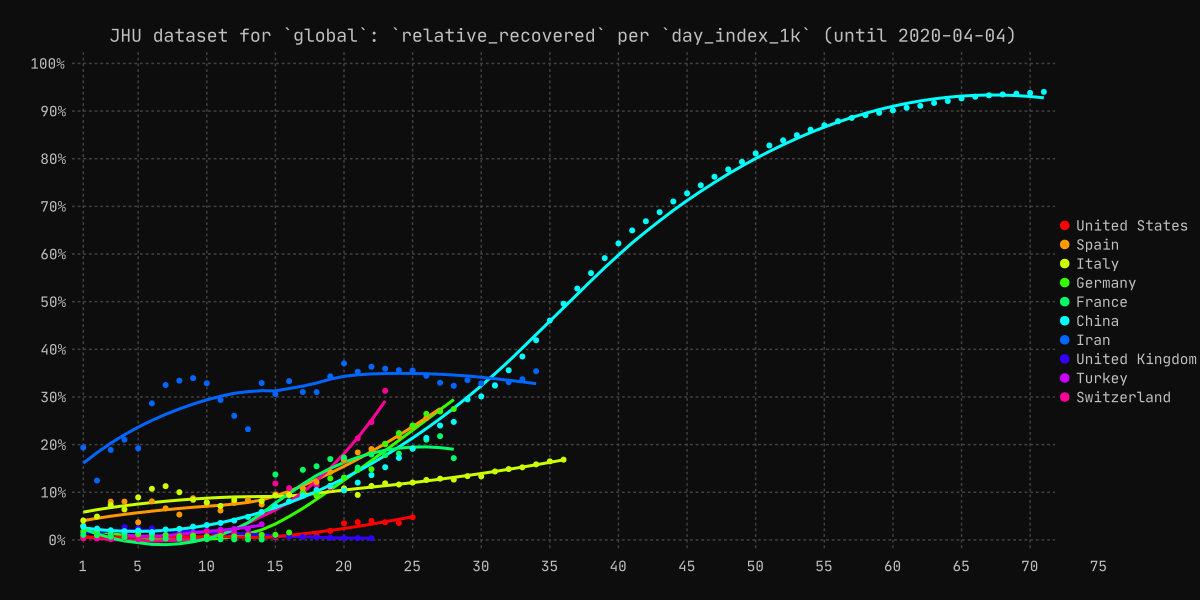 JHU dataset for `global`: `relative_recovered` per `day_index_1k` (until 2020-04-04)
100%
90%
80%
70%
60%
50%
40%
30%
20%
10%
0%
1 5 10 15 20 25 30 35 40 45 50 55 60 65 70 75
United States
Spain
Italy
Germany
France
China
Iran
United Kingdom
Turkey
Switzerland